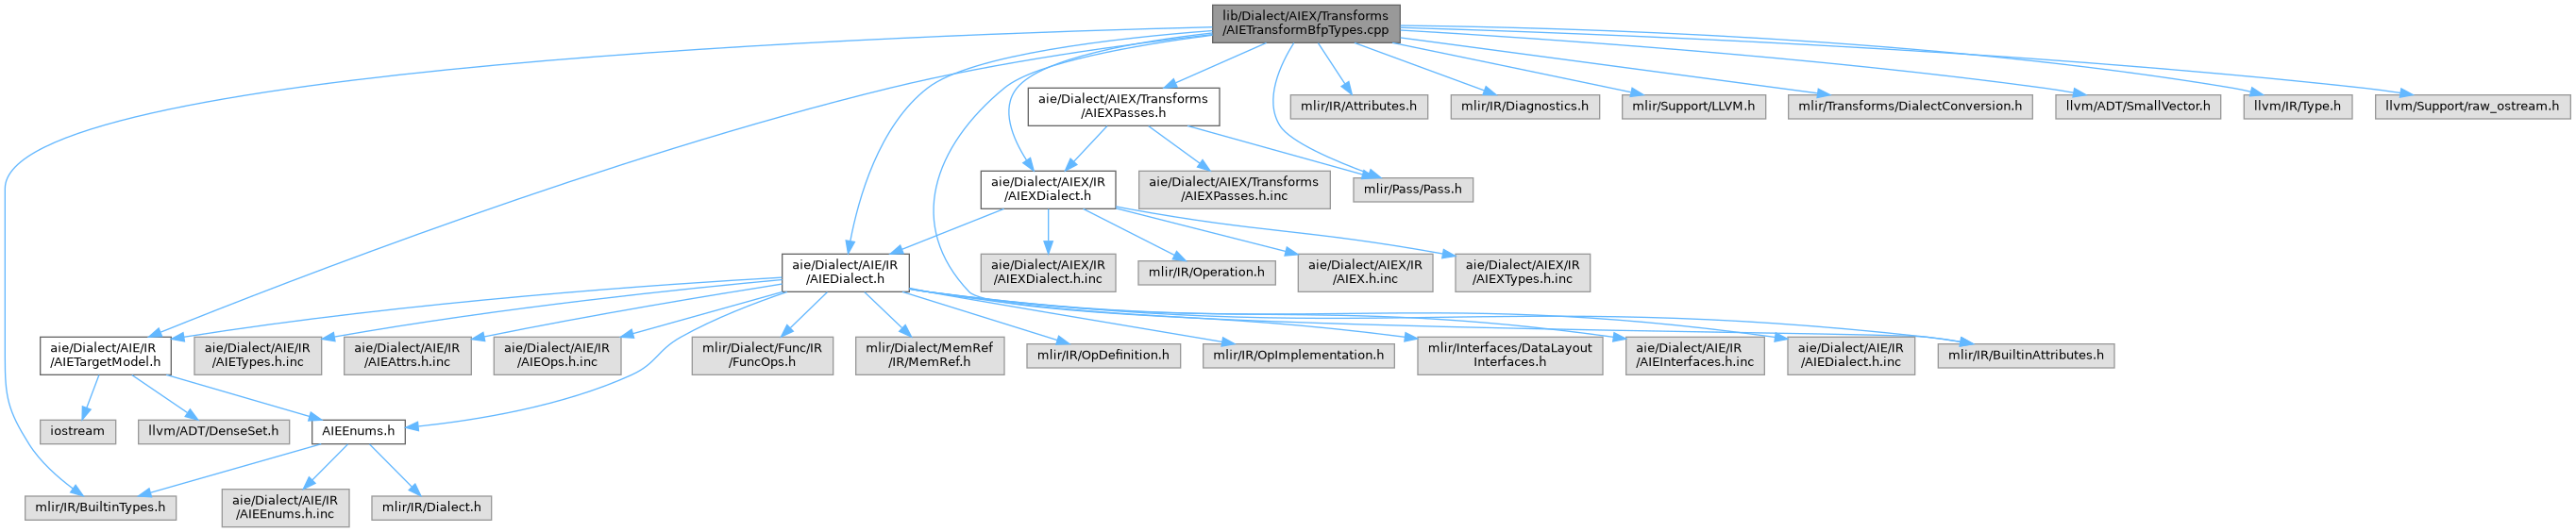 lib/Dialect/AIEX/Transforms
/AIETransformBfpTypes.cpp
aie/Dialect/AIEX/Transforms
/AIEXPasses.h
mlir/IR/Attributes.h
mlir/IR/Diagnostics.h
mlir/Support/LLVM.h
mlir/Transforms/DialectConversion.h
llvm/ADT/SmallVector.h
llvm/IR/Type.h
llvm/Support/raw_ostream.h
aie/Dialect/AIEX/IR
/AIEXDialect.h
aie/Dialect/AIEX/Transforms
/AIEXPasses.h.inc
mlir/Pass/Pass.h
aie/Dialect/AIE/IR
/AIEDialect.h
aie/Dialect/AIEX/IR
/AIEXDialect.h.inc
mlir/IR/Operation.h
aie/Dialect/AIEX/IR
/AIEX.h.inc
aie/Dialect/AIEX/IR
/AIEXTypes.h.inc
aie/Dialect/AIE/IR
/AIETargetModel.h
aie/Dialect/AIE/IR
/AIETypes.h.inc
aie/Dialect/AIE/IR
/AIEAttrs.h.inc
aie/Dialect/AIE/IR
/AIEOps.h.inc
mlir/Dialect/Func/IR
/FuncOps.h
mlir/Dialect/MemRef
/IR/MemRef.h
mlir/IR/OpDefinition.h
mlir/IR/OpImplementation.h
mlir/Interfaces/DataLayout
Interfaces.h
aie/Dialect/AIE/IR
/AIEInterfaces.h.inc
aie/Dialect/AIE/IR
/AIEDialect.h.inc
mlir/IR/BuiltinAttributes.h
iostream
llvm/ADT/DenseSet.h
AIEEnums.h
mlir/IR/BuiltinTypes.h
aie/Dialect/AIE/IR
/AIEEnums.h.inc
mlir/IR/Dialect.h